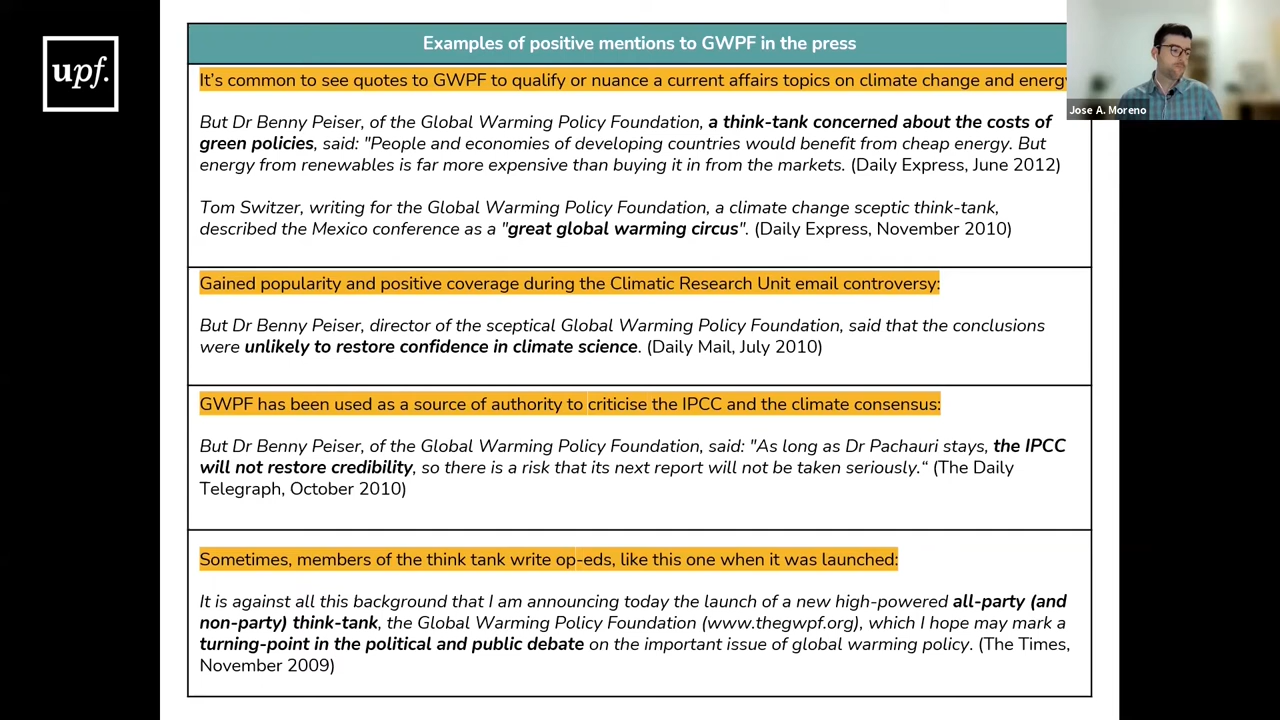 upf.
Examples of positive mentions to GWPF in the press
Jose A. Moreno
It's common to see quotes to GWPF to qualify or nuance a current affairs topics on climate change and energy
But Dr Benny Peiser, of the Global Warming Policy Foundation, a think-tank concerned about the costs of
green policies, said: "People and economies of developing countries would benefit from cheap energy. But
energy from renewables is far more expensive than buying it in from the markets. (Daily Express, June 2012)
Tom Switzer, writing for the Global Warming Policy Foundation, a climate change sceptic think-tank,
described the Mexico conference as a "great global warming circus". (Daily Express, November 2010)
Gained popularity and positive coverage during the Climatic Research Unit email controversy:
But Dr Benny Peiser, director of the sceptical Global Warming Policy Foundation, said that the conclusions
were unlikely to restore confidence in climate science. (Daily Mail, July 2010)
GWPF has been used as a source of authority to criticise the IPCC and the climate consensus:
But Dr Benny Peiser, of the Global Warming Policy Foundation, said: "As long as Dr Pachauri stays, the IPCC
will not restore credibility, so there is a risk that its next report will not be taken seriously.“ (The Daily
Telegraph, October 2010)
Sometimes, members of the think tank write op-eds, like this one when it was launched:
It is against all this background that I am announcing today the launch of a new high-powered all-party (and
non-party) think-tank, the Global Warming Policy Foundation (www.thegwpf.org), which I hope may mark a
turning-point in the political and public debate on the important issue of global warming policy. (The Times,
November 2009)